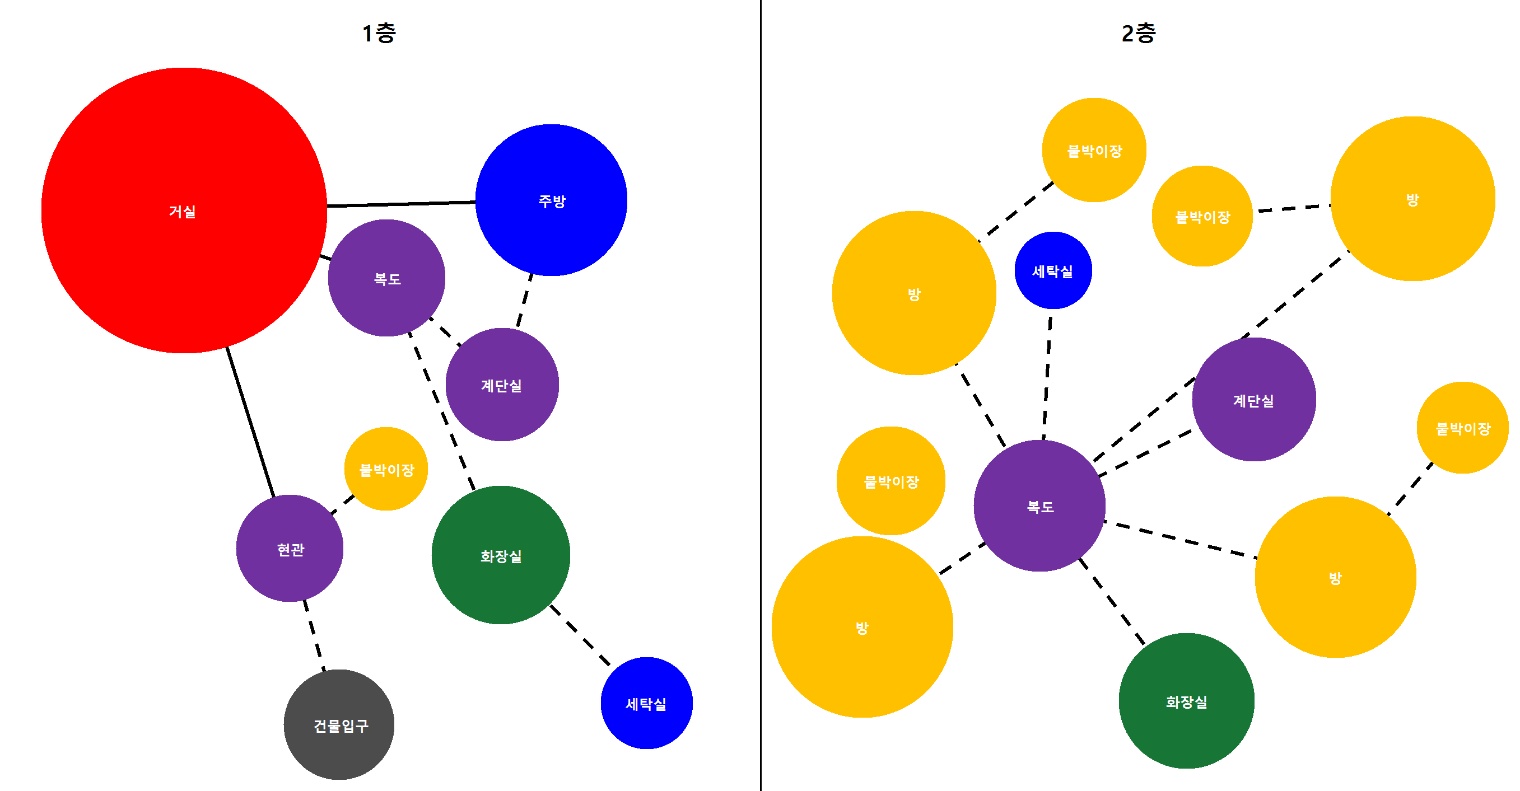 1층
거실
주방
복도
계단실
붙박이장
현관
화장실
세탁실
건물입구
2층
붙박이장
방
붙박이장
세탁실
방
계단실
붙박이장
붙박이장
복도
방
방
화장실